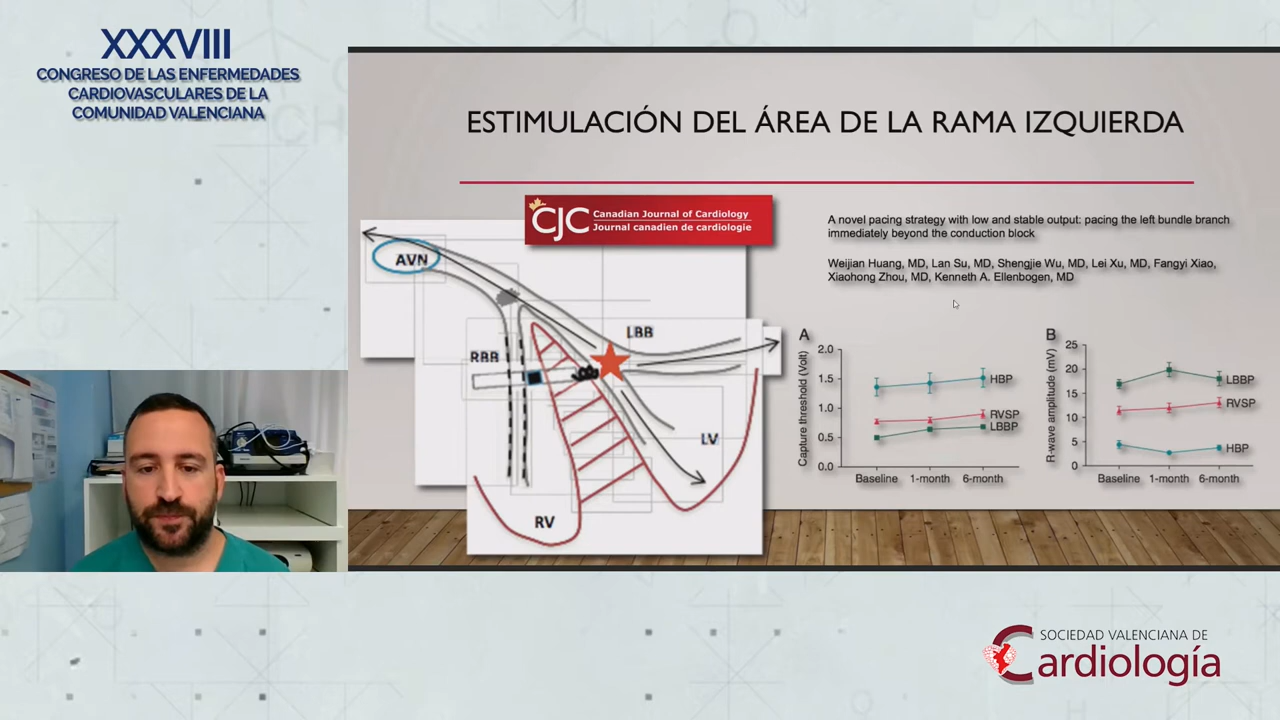 XXXVIII
CONGRESO DE LAS ENFERMEDADES
CARDIOVASCULARES DE LA
COMUNIDAD VALENCIANA
ESTIMULACIÓN DEL ÁREA DE LA RAMA IZQUIERDA
CJC
Canadian Journal of Cardiology
Journal canadien de cardiologie
A novel pacing strategy with low and stable output: pacing the left bundle branch
immediately beyond the conduction block
Weijian Huang, MD, Lan Su, MD, Shengjie Wu, MD, Lei Xu, MD, Fangyi Xiao,
Xiaohong Zhou, MD, Kenneth A. Ellenbogen, MD
AVN
LBB
RBB
LV
RV
A
Capture threshold (Volt)
2.0
1.5
1.0
0.5
0.0
HBP
RVSP
LBBP
Baseline 1-month 6-month
B
R-wave amplitude (mV)
25
20
15
10
5
0
LBBP
RVSP
HBP
Baseline 1-month 6-month
SOCIEDAD VALENCIANA DE
Cardiología